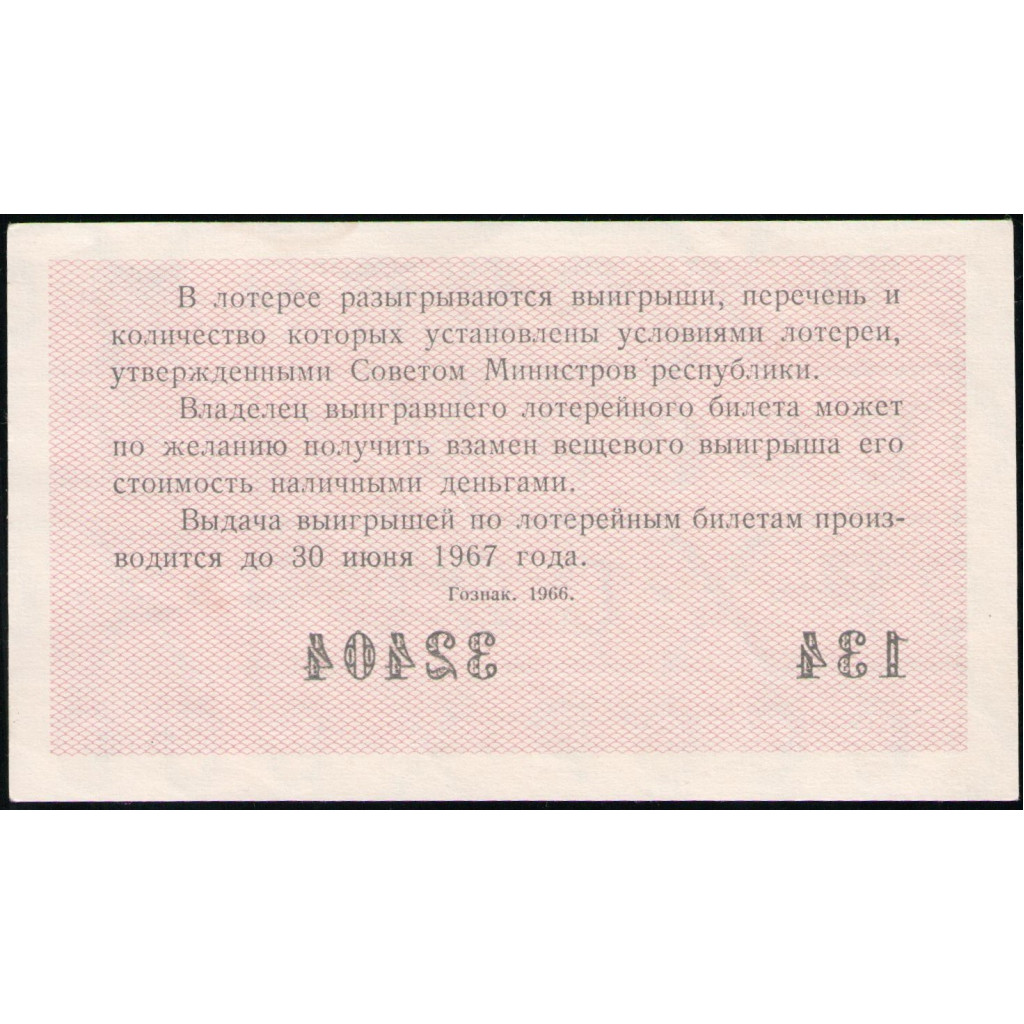 В лотерее разыгрываются выигрыши, перечень и
количество которых установлены условиями лотереи,
утвержденными Советом Министров республики.
Владелец выигравшего лотерейного билета может
по желанию получить взамен вещевого выигрыша его
стоимость наличными деньгами.
Выдача выигрышей по лотерейным билетам произ-
водится до 30 июня 1967 года.
Гознак. 1966.
32404 134